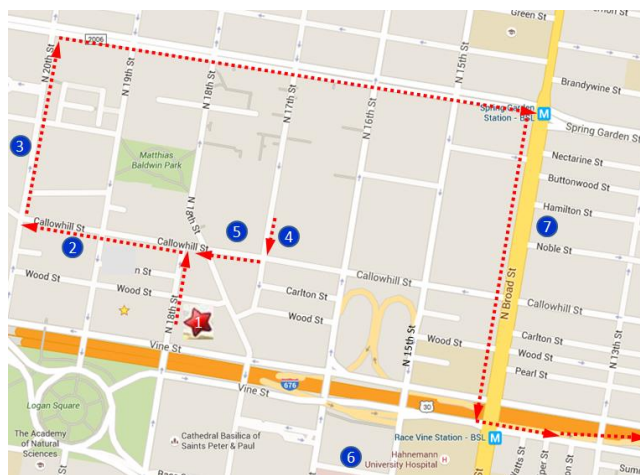 Green St
2006
N 20th St
N 19th St
N 18th St
N 17th St
N 15th St
N 16th St
Brandywine St
Spring Garden
Station - BSL
M
Spring Garden St
Nectarine St
Buttonwood St
Hamilton St
Noble St
Matthias
Baldwin Park
3
N 18th St
Callowhill St
2
Callowhill St
5
4
7
Callowhill St
Callowhill St
N Broad St
Wood St
n St
Wood St
Carlton St
Wood St
N 18th St
1
Vine St
N 15th St
Carlton St
Wood St
Pearl St
N 13th St
676
Vine St
30
Logan Square
The Academy
of Natural
Sciences
Cathedral Basilica of
Saints Peter & Paul
6
Race Vine Station - BSL
M
Hahnemann
University Hospital
H